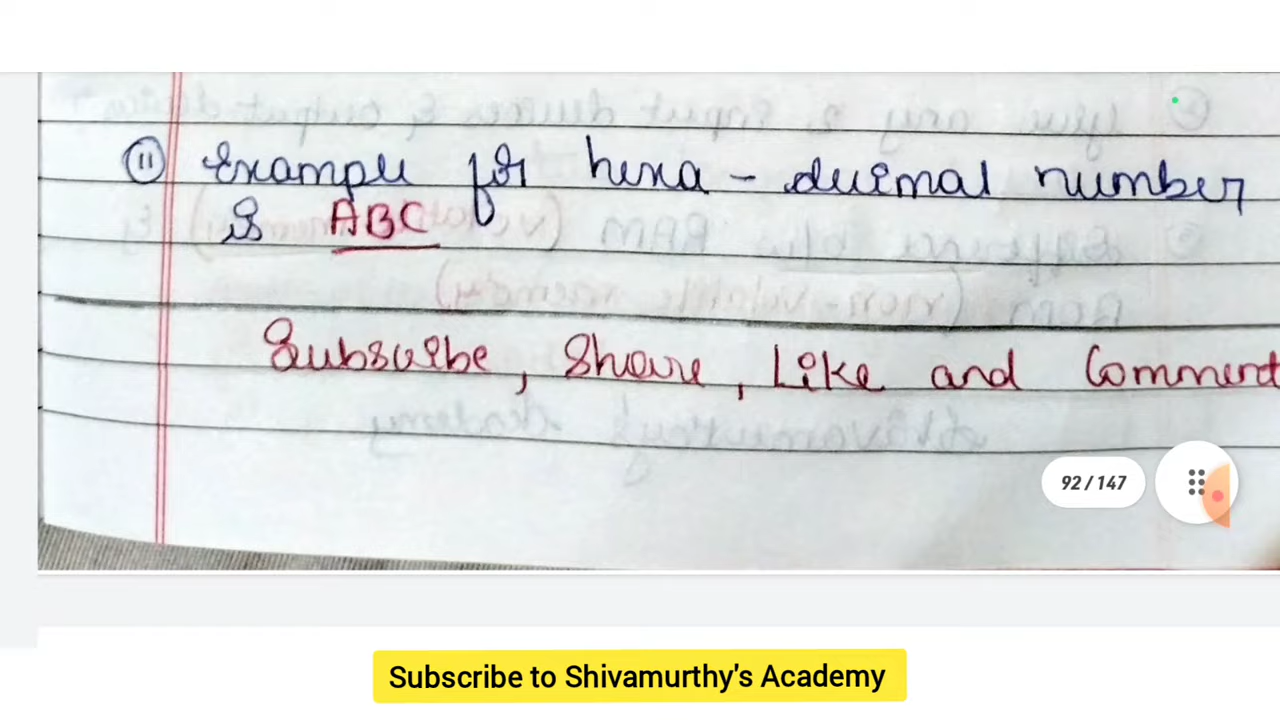 11 Example for hexa - decimal number
is ABC
Subscribe, Share, Like and Comment
92 / 147
Subscribe to Shivamurthy's Academy